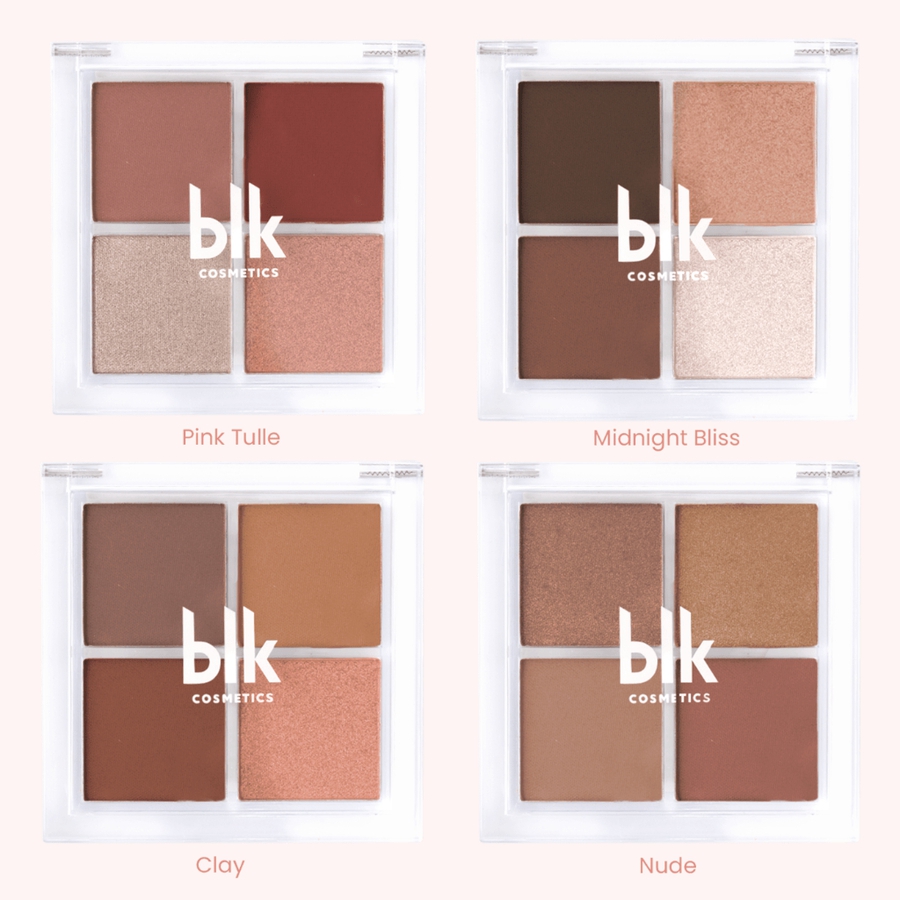 blk
COSMETICS
blk
COSMETICS
Pink Tulle
Midnight Bliss
blk
COSMETICS
blk
COSMETICS
Clay
Nude